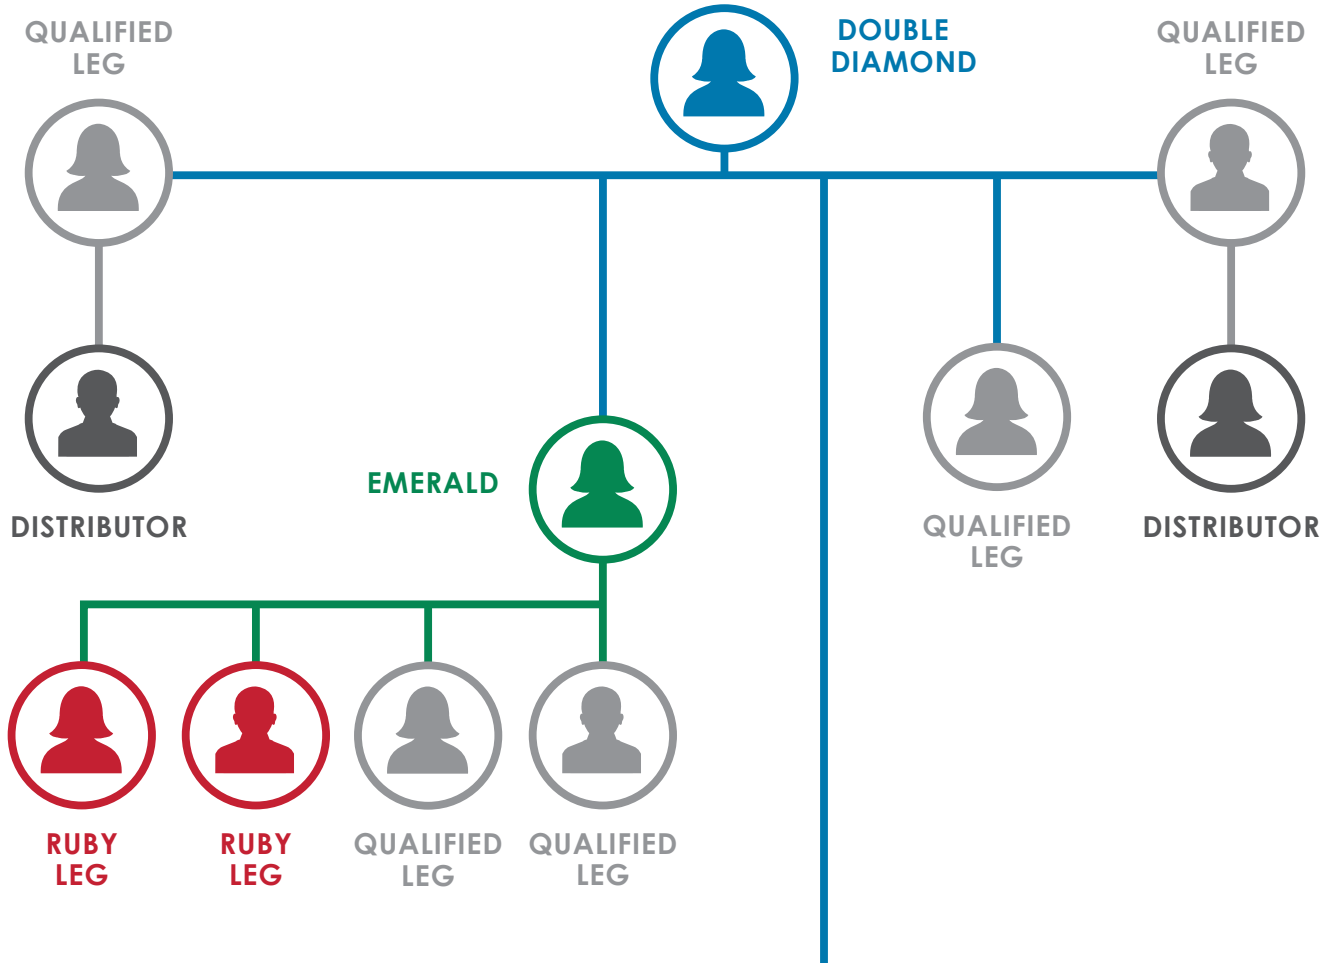 QUALIFIED
LEG
DOUBLE
DIAMOND
QUALIFIED
LEG
EMERALD
DISTRIBUTOR
QUALIFIED
LEG
DISTRIBUTOR
RUBY
LEG
RUBY
LEG
QUALIFIED
LEG
QUALIFIED
LEG